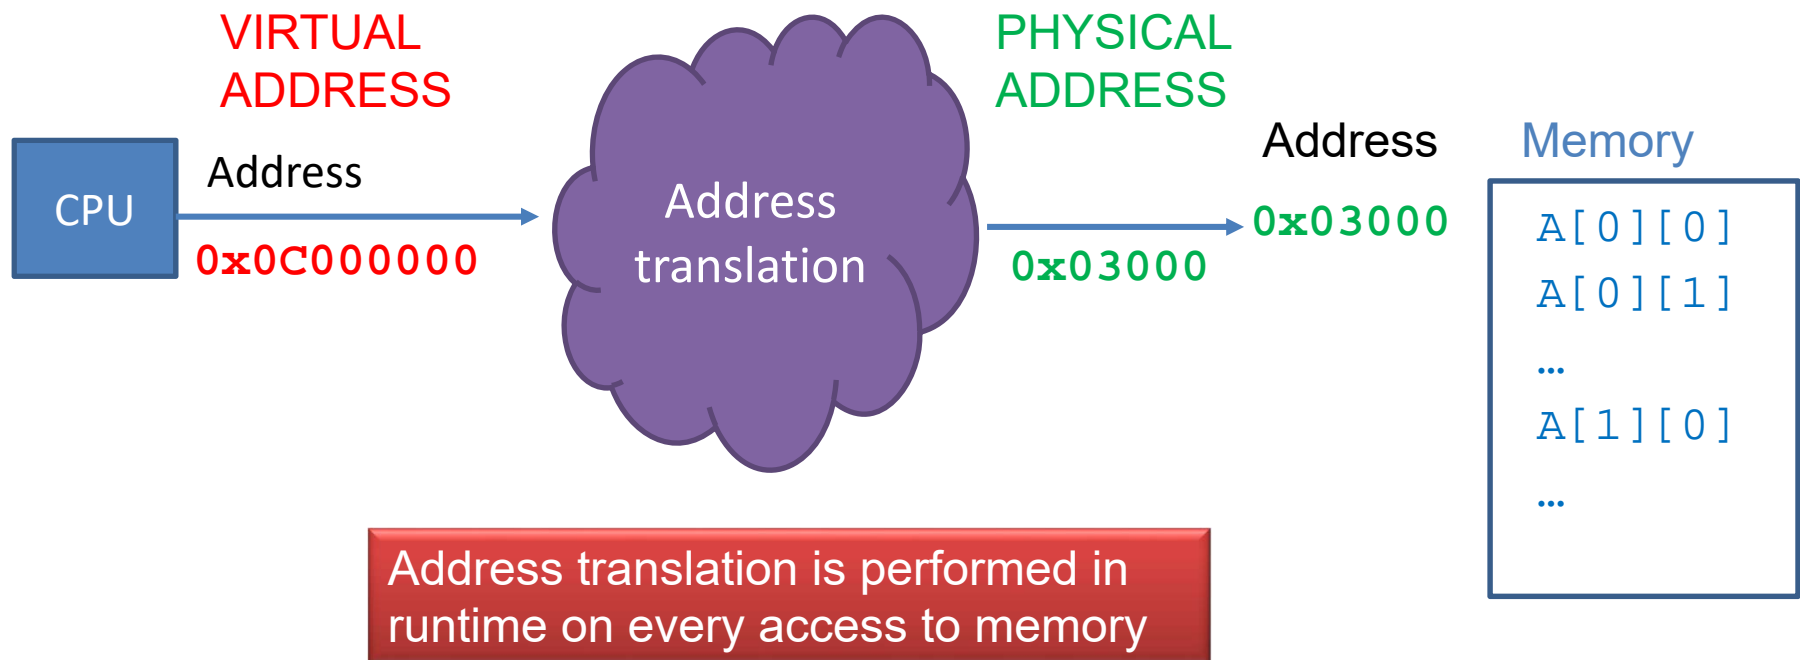 VIRTUAL
ADDRESS
PHYSICAL
ADDRESS
CPU
Address
0x0C000000
Address
translation
0x03000
Address
0x03000
Memory
A[0][0]
A[0][1]
…
A[1][0]
…
Address translation is performed in
runtime on every access to memory